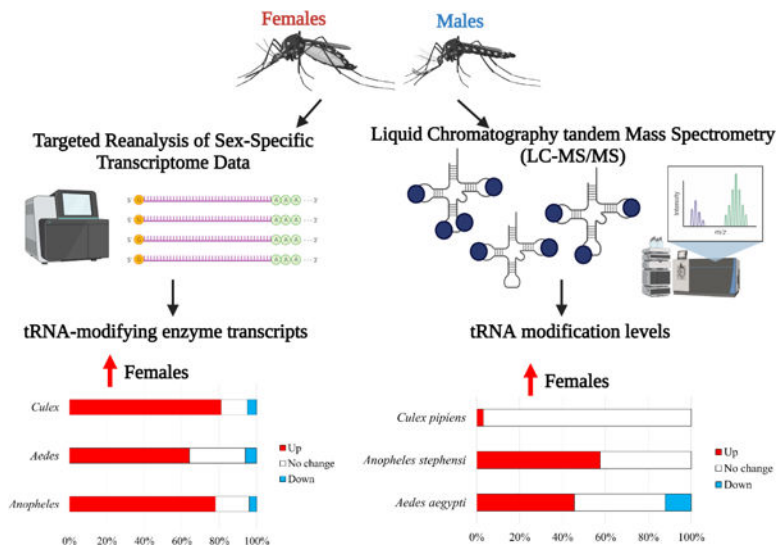 Females
Males
Targeted Reanalysis of Sex-Specific
Transcriptome Data
Liquid Chromatography tandem Mass Spectrometry
(LC-MS/MS)
5' G A A A 3'
5' G A A A 3'
5' G A A A 3'
5' G A A A 3'
Intensity
m/z
tRNA-modifying enzyme transcripts
Females
Culex
Aedes
Anopheles
Up
No change
Down
0% 20% 40% 60% 80% 100%
tRNA modification levels
Females
Culex pipiens
Anopheles stephensi
Aedes aegypti
Up
No change
Down
0% 20% 40% 60% 80% 100%